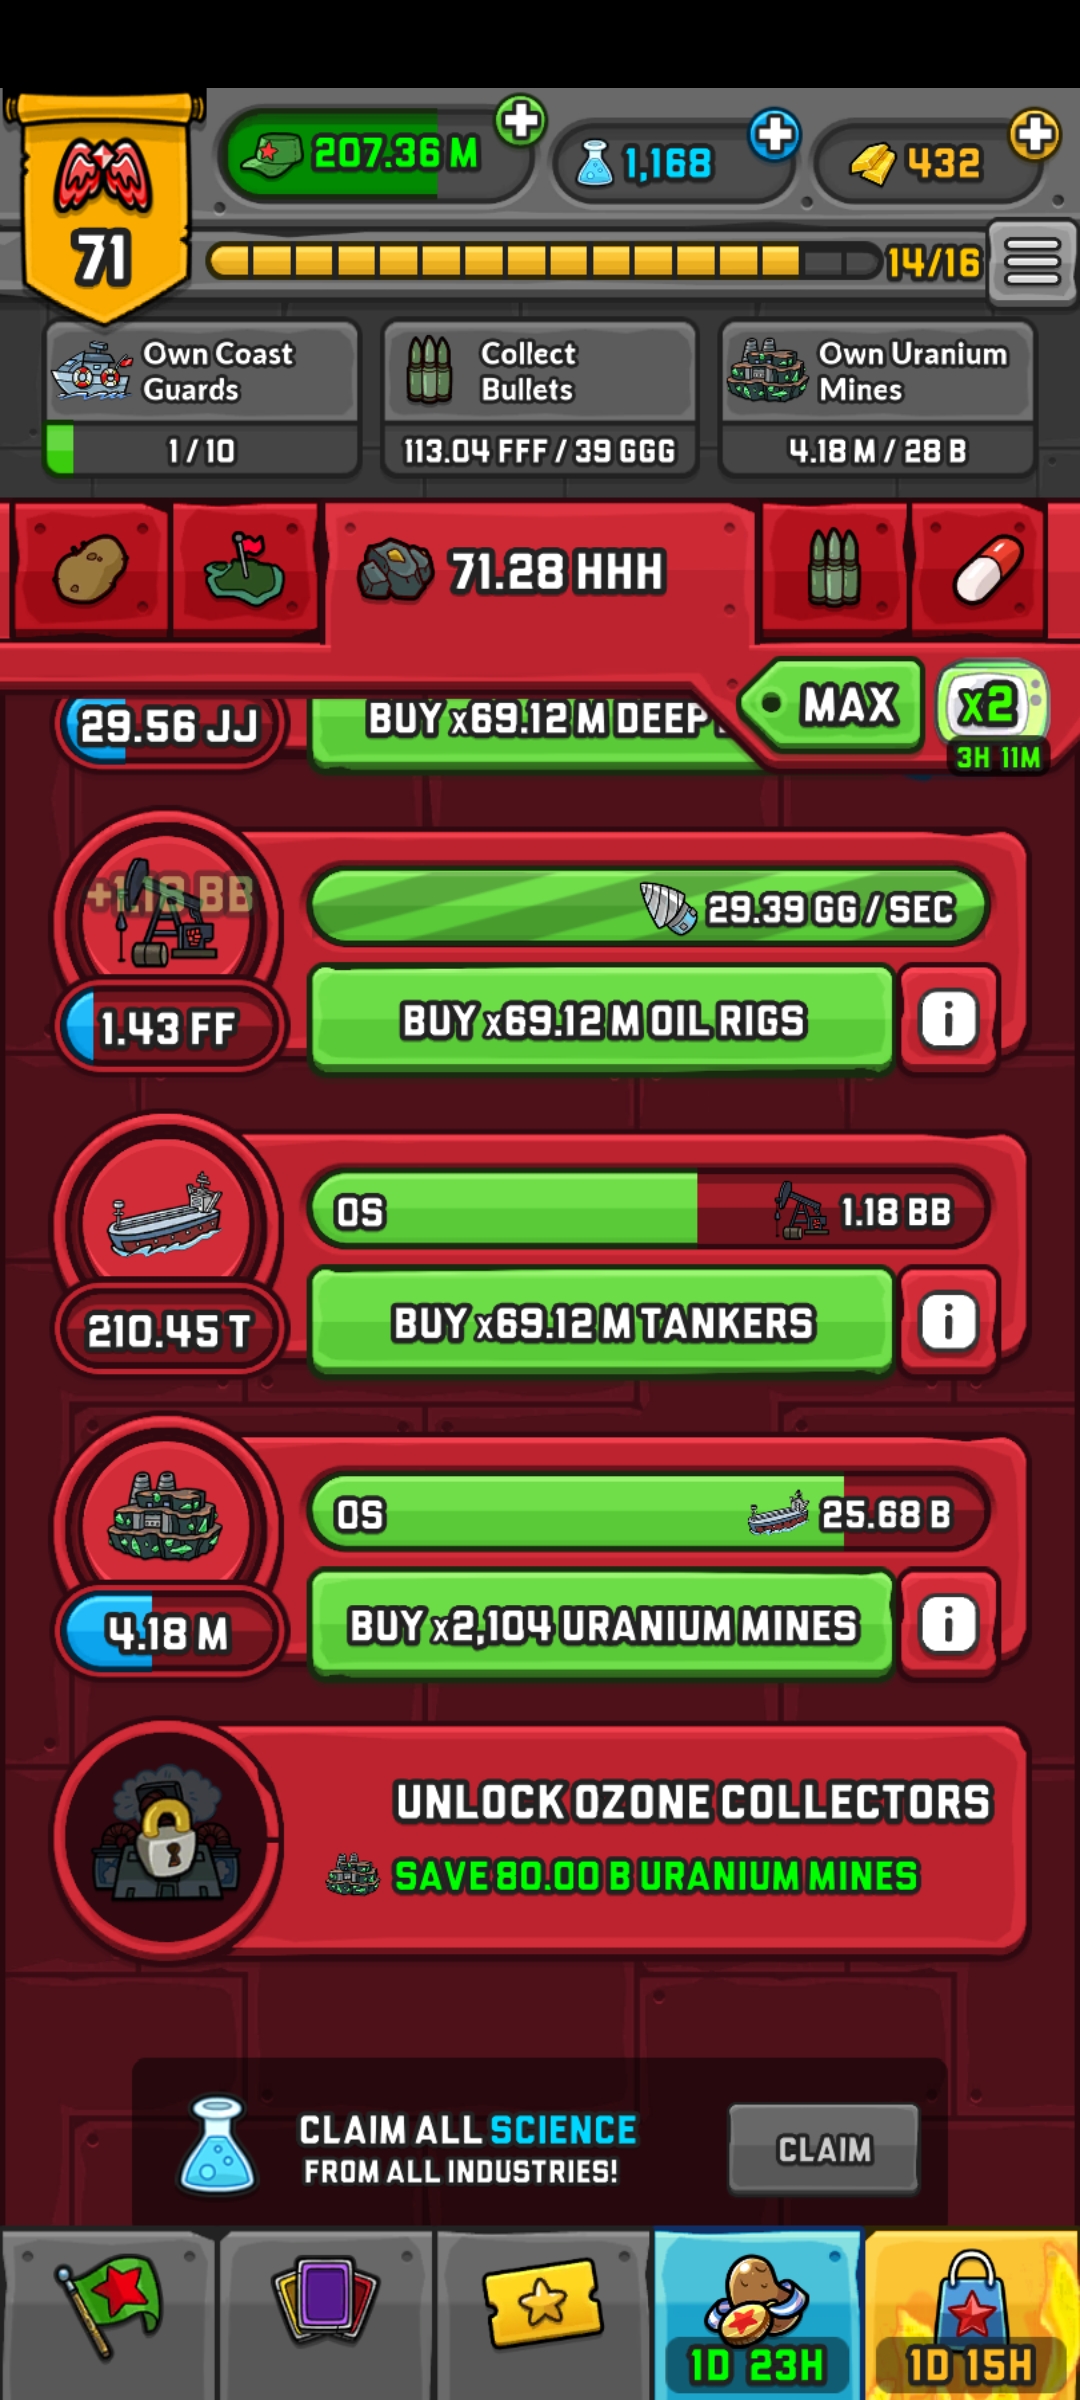 207.36 M
1,168
432
71
14/16
Own Coast
Guards
1 / 10
Collect
Bullets
113.04 FFF / 39 GGG
Own Uranium
Mines
4.18 M / 28 B
71.28 HHH
MAX
x2
3H 11M
29.56 JJ
BUY x69.12 M DEEP
+1.18 BB
29.39 GG / SEC
1.43 FF
BUY x69.12 M OIL RIGS
i
0S
1.18 BB
210.45 T
BUY x69.12 M TANKERS
i
0S
25.68 B
4.18 M
BUY x2,104 URANIUM MINES
i
UNLOCK OZONE COLLECTORS
SAVE 80.00 B URANIUM MINES
CLAIM ALL SCIENCE
FROM ALL INDUSTRIES!
CLAIM
1D 23H
1D 15H